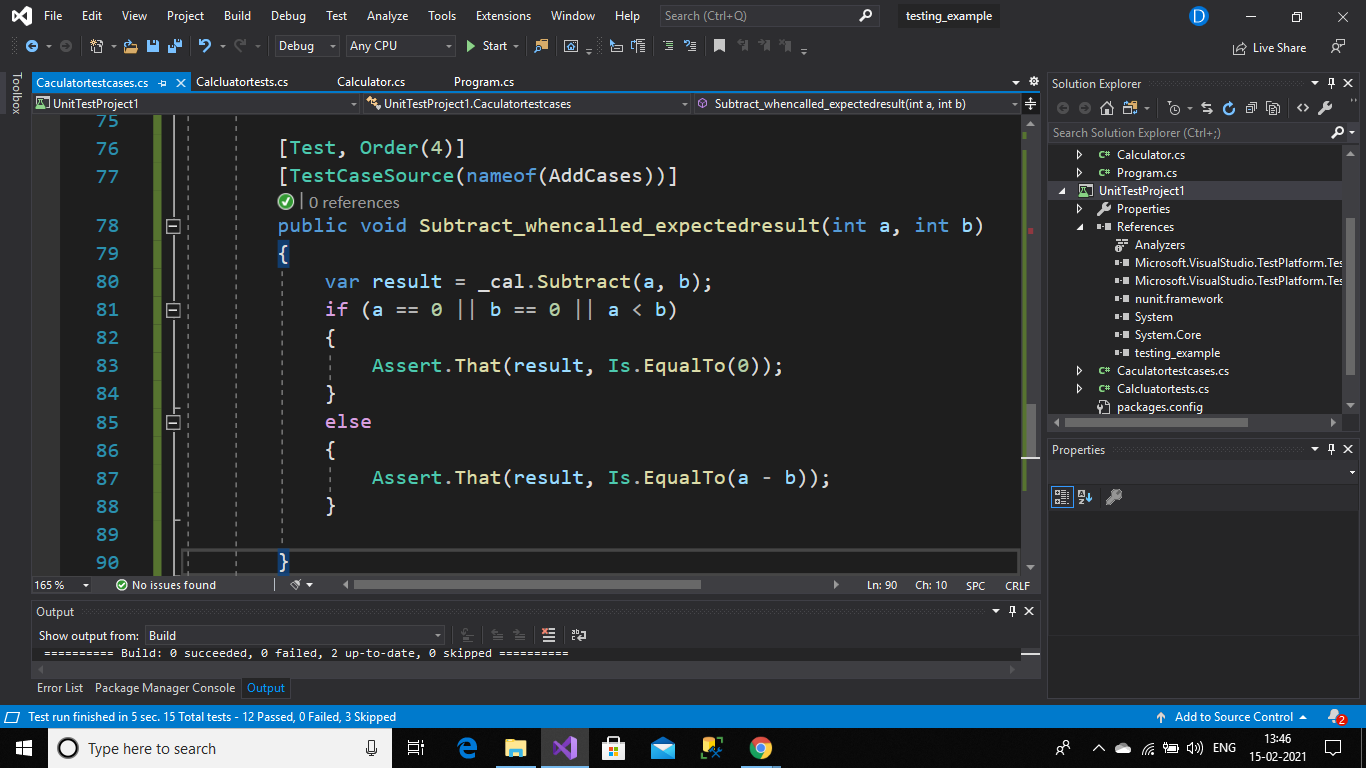 File Edit View Project Build Debug Test Analyze Tools Extensions Window Help Search (Ctrl+Q) testing_example D
Debug Any CPU Start Live Share
Toolbox
Caculatortestcases.cs Calcluatortests.cs Calculator.cs Program.cs
UnitTestProject1 UnitTestProject1.Caculatortestcases Subtract_whencalled_expectedresult(int a, int b)
75
76 [Test, Order(4)]
77 [TestCaseSource(nameof(AddCases))]
0 references
78 public void Subtract_whencalled_expectedresult(int a, int b)
79 {
80 var result = _cal.Subtract(a, b);
81 if (a == 0 || b == 0 || a < b)
82 {
83 Assert.That(result, Is.EqualTo(0));
84 }
85 else
86 {
87 Assert.That(result, Is.EqualTo(a - b));
88 }
89
90 }
165 % No issues found Ln: 90 Ch: 10 SPC CRLF
Output
Show output from: Build
========== Build: 0 succeeded, 0 failed, 2 up-to-date, 0 skipped ==========
Error List Package Manager Console Output
Solution Explorer
Search Solution Explorer (Ctrl+;)
C# Calculator.cs
C# Program.cs
UnitTestProject1
Properties
References
Analyzers
Microsoft.VisualStudio.TestPlatform.Tes
Microsoft.VisualStudio.TestPlatform.Tes
nunit.framework
System
System.Core
testing_example
C# Caculatortestcases.cs
C# Calcluatortests.cs
packages.config
Properties
Test run finished in 5 sec. 15 Total tests - 12 Passed, 0 Failed, 3 Skipped Add to Source Control 2
Type here to search ENG 13:46
15-02-2021